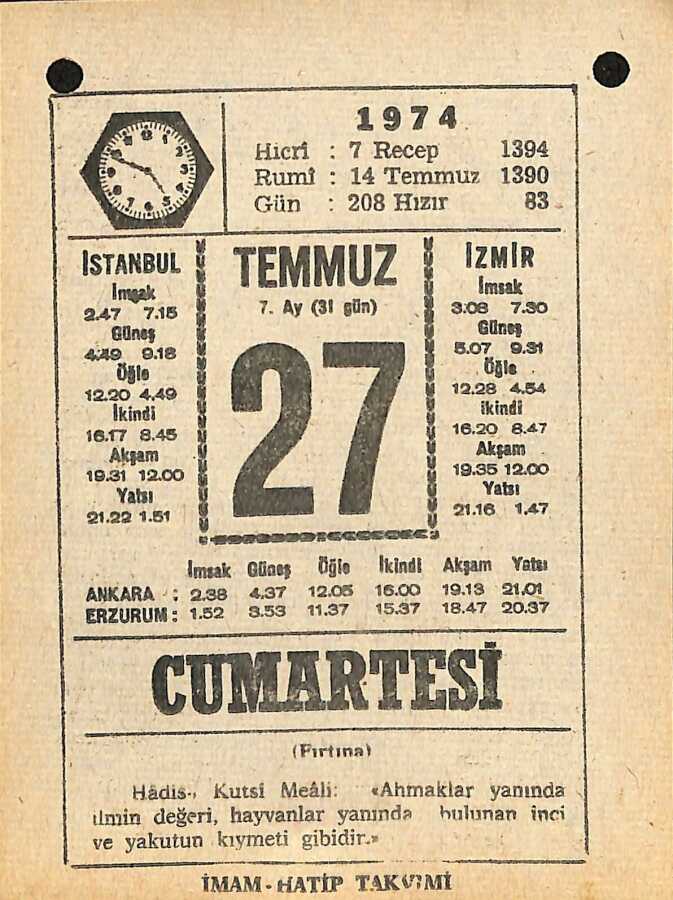 1974
Hicrî : 7 Recep 1394
Rumî : 14 Temmuz 1390
Gün : 208 Hızır 83
İSTANBUL
İmsak
2.47 7.15
Güneş
4.49 9.18
Öğle
12.20 4.49
İkindi
16.17 8.45
Akşam
19.31 12.00
Yatsı
21.22 1.51
TEMMUZ
7. Ay (31 gün)
27
İZMİR
İmsak
3.08 7.30
Güneş
5.07 9.31
Öğle
12.28 4.54
ikindi
16.20 8.47
Akşam
19.35 12.00
Yatsı
21.16 1.47
İmsak Güneş Öğle İkindi Akşam Yatsı
ANKARA : 2.38 4.37 12.05 16.00 19.13 21.01
ERZURUM : 1.52 3.53 11.37 15.37 18.47 20.37
CUMARTESİ
(Fırtına)
Hâdis-i Kutsî Meâli: «Ahmaklar yanında
ilmin değeri, hayvanlar yanında bulunan inci
ve yakutun kıymeti gibidir.»
İMAM - HATİP TAKVİMİ